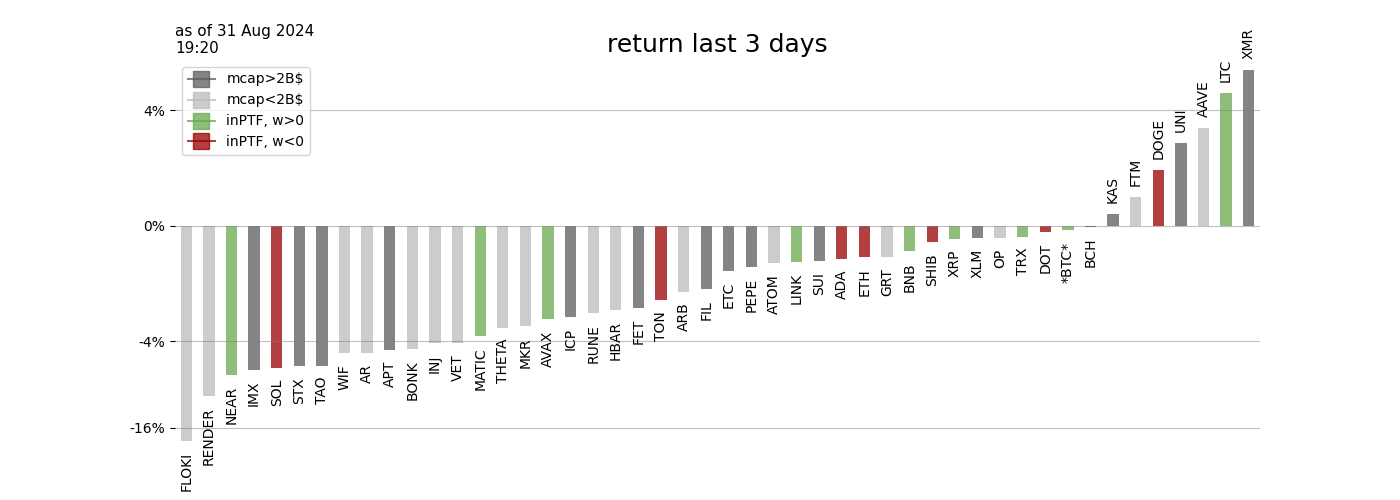 as of 31 Aug 2024
19:20
return last 3 days
mcap>2B$
mcap<2B$
inPTF, w>0
inPTF, w<0
4%
0%
-4%
-16%
FLOKI
RENDER
NEAR
IMX
SOL
STX
TAO
WIF
AR
APT
BONK
INJ
VET
MATIC
THETA
MKR
AVAX
ICP
RUNE
HBAR
FET
TON
ARB
FIL
ETC
PEPE
ATOM
LINK
SUI
ADA
ETH
GRT
BNB
SHIB
XRP
XLM
OP
TRX
DOT
*BTC*
BCH
KAS
FTM
DOGE
UNI
AAVE
LTC
XMR